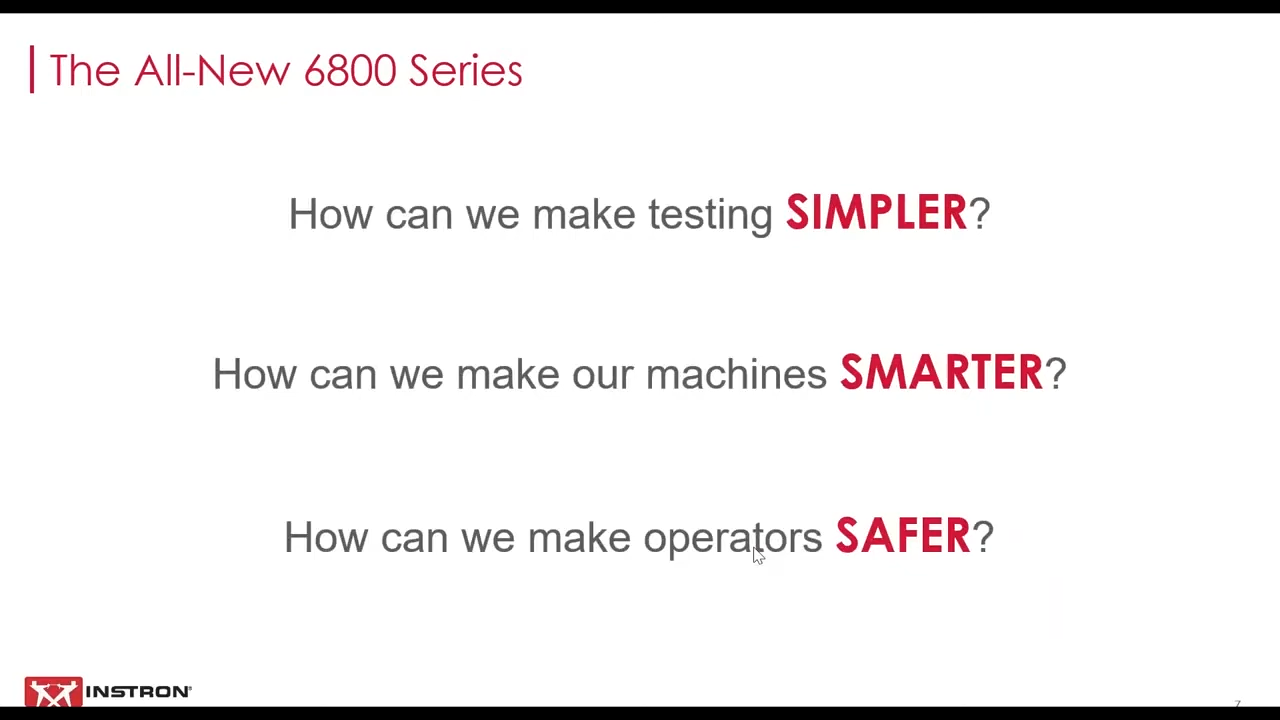 The All-New 6800 Series
How can we make testing SIMPLER?
How can we make our machines SMARTER?
How can we make operators SAFER?
INSTRON®
7